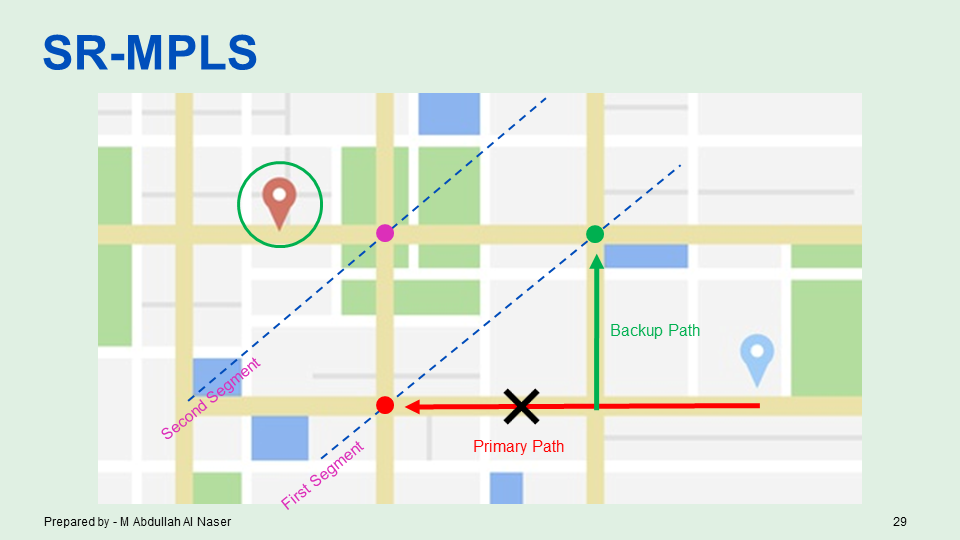 SR-MPLS
Backup Path
Second Segment
Primary Path
First Segment
Prepared by - M Abdullah Al Naser
29